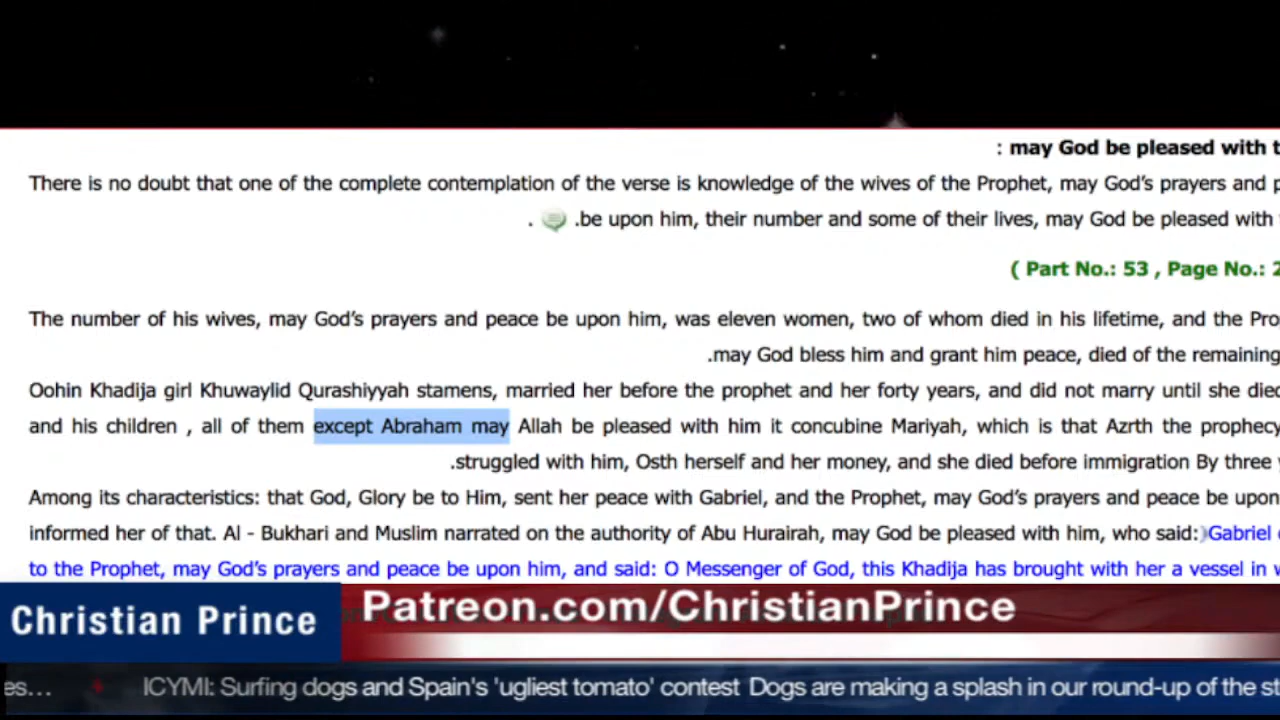 : may God be pleased with t
There is no doubt that one of the complete contemplation of the verse is knowledge of the wives of the Prophet, may God's prayers and p
. .be upon him, their number and some of their lives, may God be pleased with
( Part No.: 53 , Page No.: 2
The number of his wives, may God's prayers and peace be upon him, was eleven women, two of whom died in his lifetime, and the Pro
.may God bless him and grant him peace, died of the remaining
Oohin Khadija girl Khuwaylid Qurashiyyah stamens, married her before the prophet and her forty years, and did not marry until she died
and his children , all of them except Abraham may Allah be pleased with him it concubine Mariyah, which is that Azrth the prophecy
.struggled with him, Osth herself and her money, and she died before immigration By three y
Among its characteristics: that God, Glory be to Him, sent her peace with Gabriel, and the Prophet, may God's prayers and peace be upon
informed her of that. Al - Bukhari and Muslim narrated on the authority of Abu Hurairah, may God be pleased with him, who said:)Gabriel
to the Prophet, may God's prayers and peace be upon him, and said: O Messenger of God, this Khadija has brought with her a vessel in w
Christian Prince
Patreon.com/ChristianPrince
es... ICYMI: Surfing dogs and Spain's 'ugliest tomato' contest Dogs are making a splash in our round-up of the st